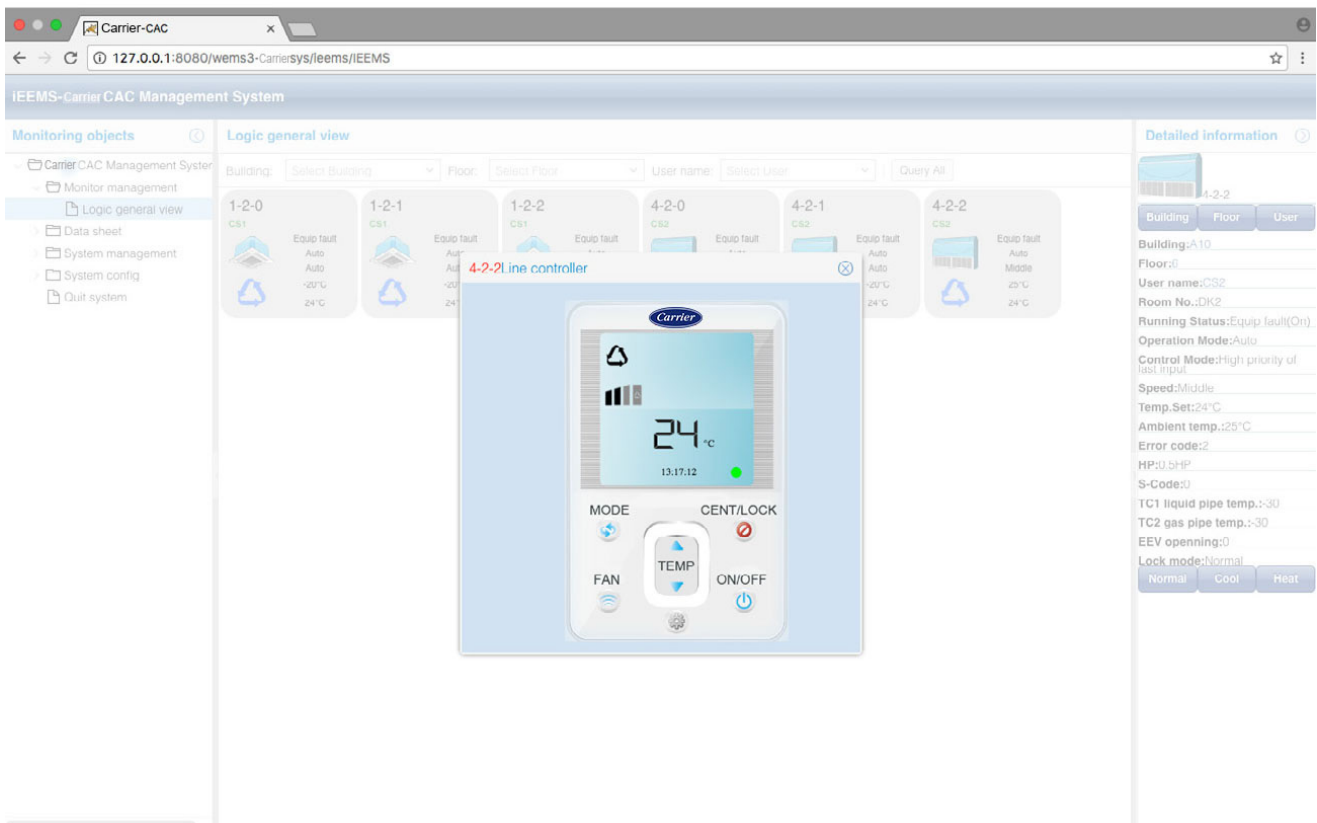 Carrier-CAC
127.0.0.1:8080/wems3-Carriersys/ieems/IEEMS
iEEMS-Carrier CAC Management System
Monitoring objects
Carrier CAC Management Syster
Monitor management
Logic general view
Data sheet
System management
System config
Quit system
Logic general view
Building: Select Building Floor: Select Floor User name: Select User Query All
1-2-0
CS1
Equip fault
Auto
Auto
-20°C
24°C
1-2-1
CS1
Equip fault
1-2-2
CS1
Equip fault
4-2-0
CS2
Equip fault
4-2-1
CS2
Equip fault
Auto
Auto
-20°C
24°C
4-2-2
CS2
Equip fault
Auto
Middle
25°C
24°C
4-2-2Line controller
Carrier
24 °C
13:17:12
MODE
CENT/LOCK
TEMP
FAN
ON/OFF
Detailed information
4-2-2
Building Floor User
Building:A10
Floor:6
User name:CS2
Room No.:DK2
Running Status:Equip fault(On)
Operation Mode:Auto
Control Mode:High priority of
last input
Speed:Middle
Temp.Set:24°C
Ambient temp.:25°C
Error code:2
HP:0.5HP
S-Code:0
TC1 liquid pipe temp.:-30
TC2 gas pipe temp.:-30
EEV openning:0
Lock mode:Normal
Normal Cool Heat